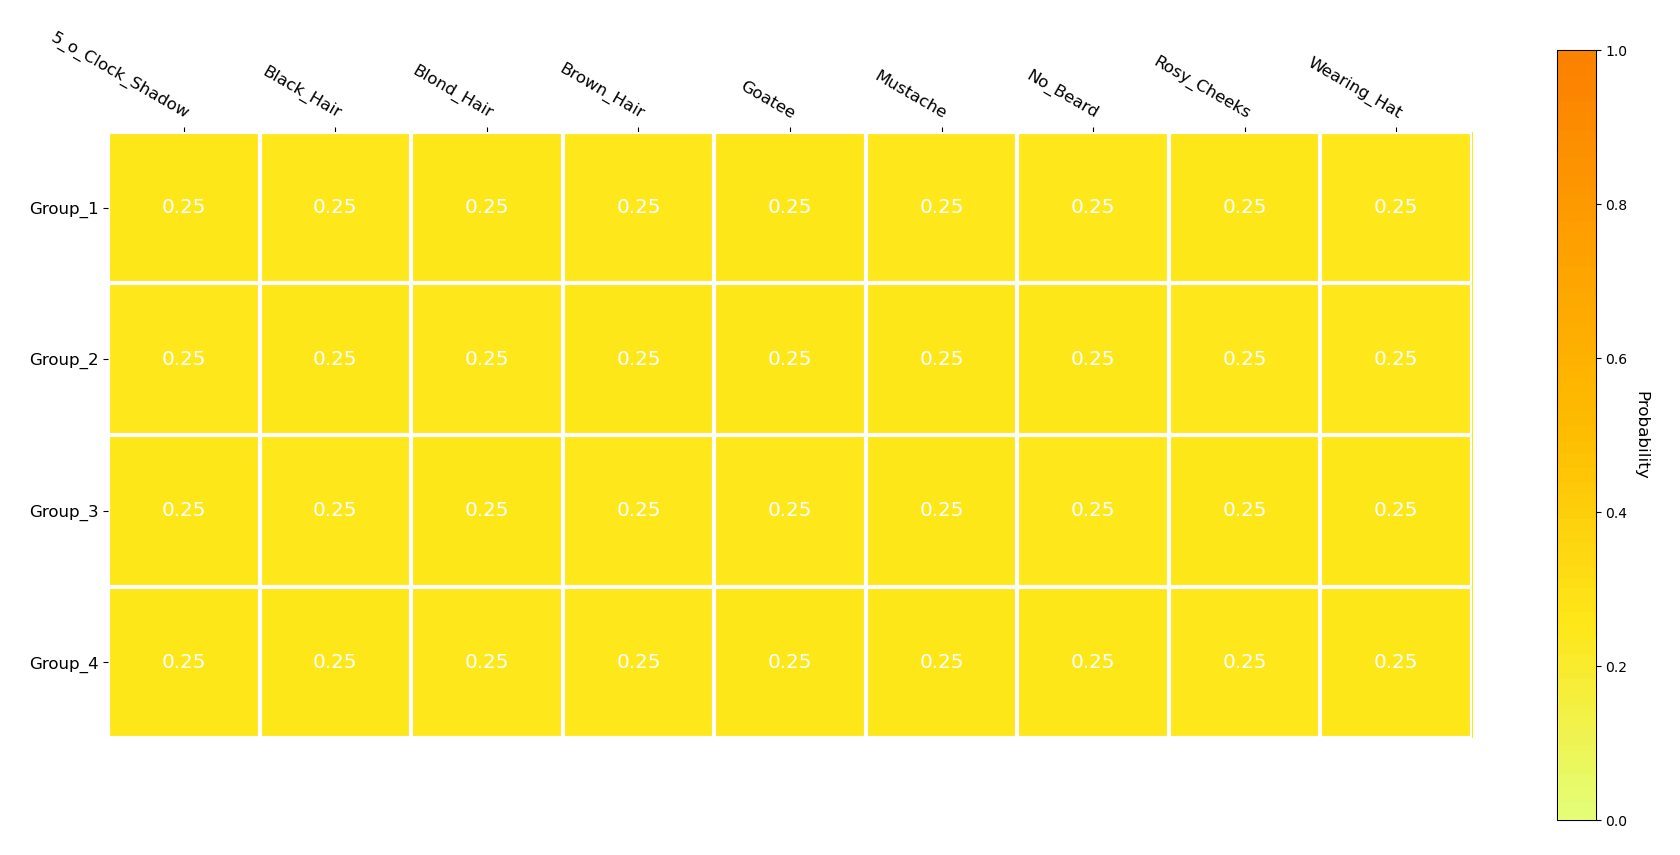 5_o_Clock_Shadow Black_Hair Blond_Hair Brown_Hair Goatee Mustache No_Beard Rosy_Cheeks Wearing_Hat
Group_1 0.25 0.25 0.25 0.25 0.25 0.25 0.25 0.25 0.25
Group_2 0.25 0.25 0.25 0.25 0.25 0.25 0.25 0.25 0.25
Group_3 0.25 0.25 0.25 0.25 0.25 0.25 0.25 0.25 0.25
Group_4 0.25 0.25 0.25 0.25 0.25 0.25 0.25 0.25 0.25
1.0
0.8
0.6
0.4
0.2
0.0
Probability